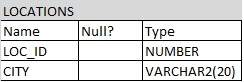 LOCATIONS
Name Null? Type
LOC_ID NUMBER
CITY VARCHAR2(20)